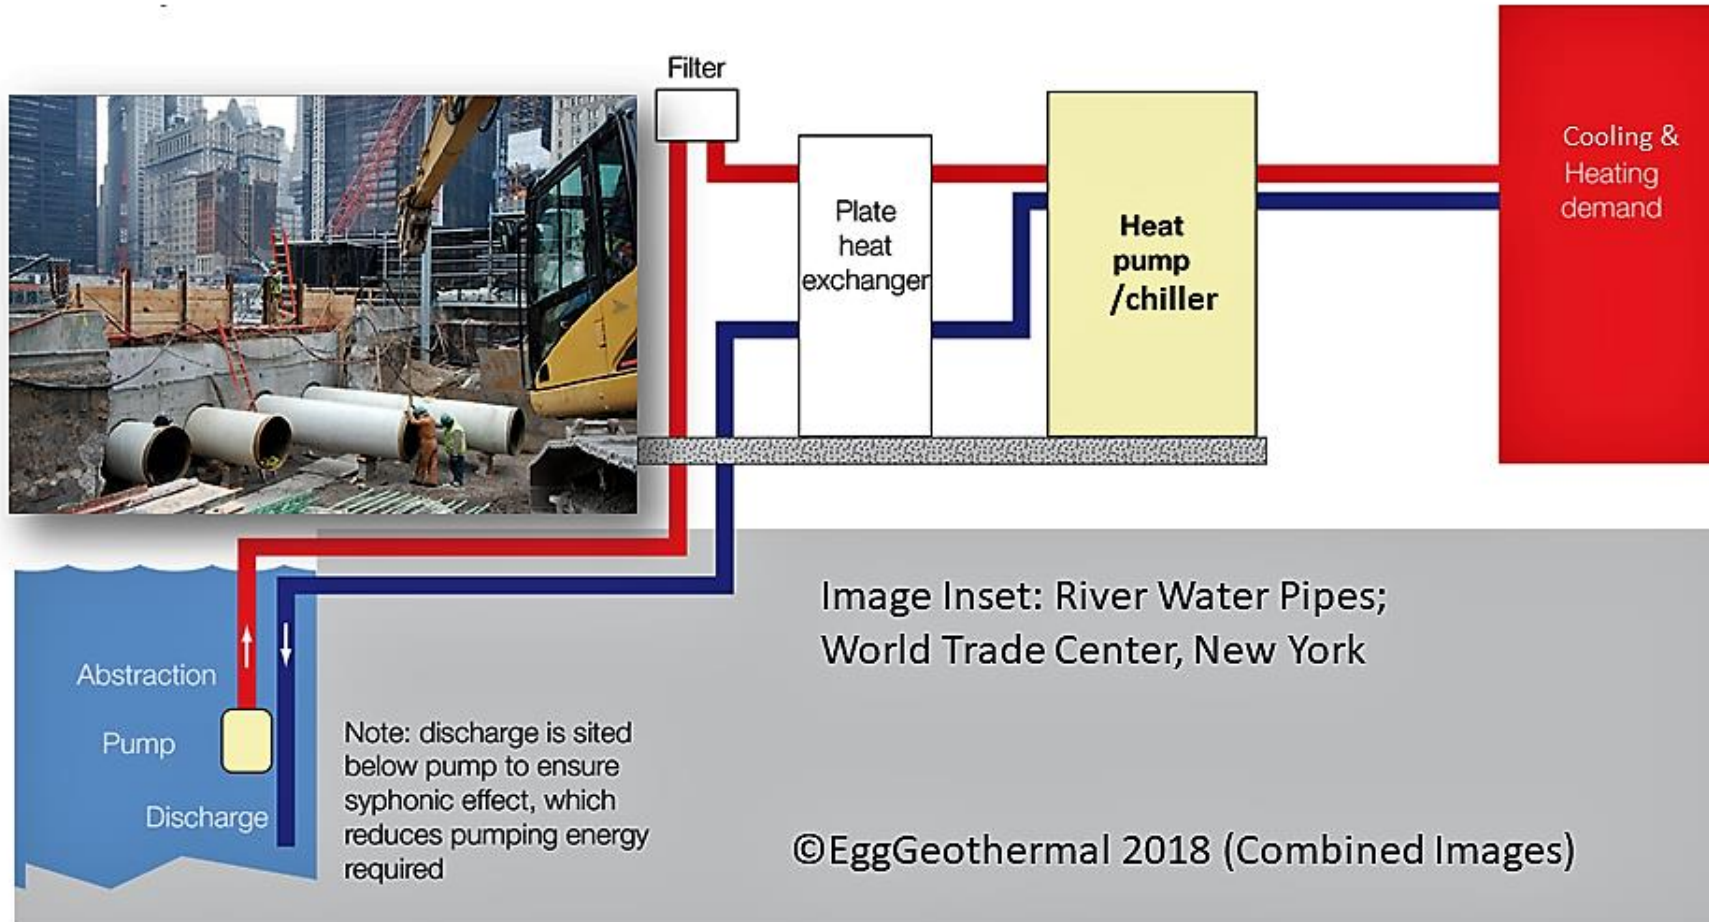 Filter
Cooling &
Heating
demand
Plate
heat
exchanger
Heat
pump
/chiller
Image Inset: River Water Pipes;
World Trade Center, New York
Abstraction
Pump
Discharge
Note: discharge is sited
below pump to ensure
syphonic effect, which
reduces pumping energy
required
©EggGeothermal 2018 (Combined Images)